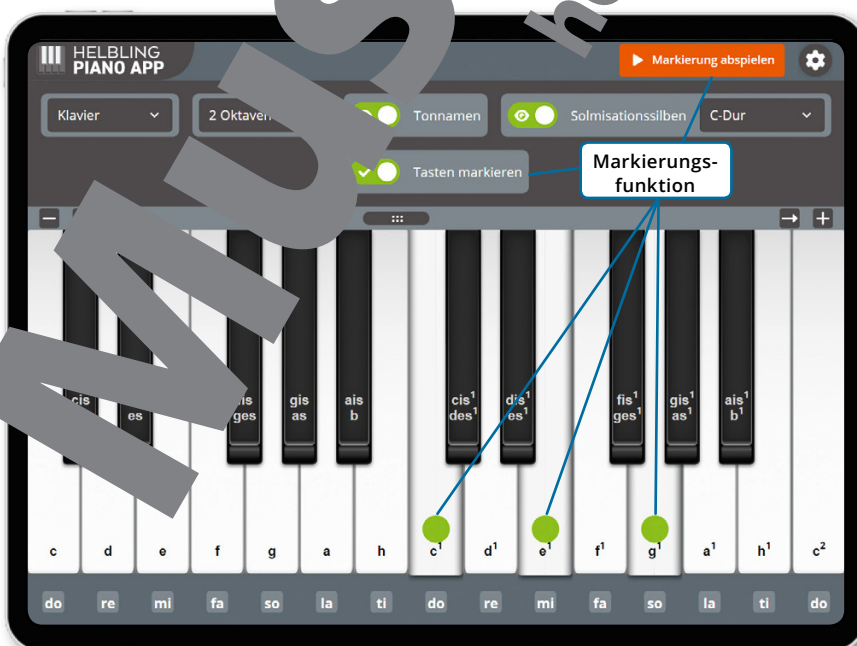 HELBLING
PIANO APP
Markierung abspielen
Klavier
2 Oktaven
Tonnamen
Solmisationssilben
C-Dur
Tasten markieren
Markierungs-
funktion
cis
es
ges
gis
as
ais
b
cis¹
des¹
dis¹
es¹
fis¹
ges¹
gis¹
as¹
ais¹
b¹
c d e f g a h c¹ d¹ e¹ f¹ g¹ a¹ h¹ c²
do re mi fa so la ti do re mi fa so la ti do